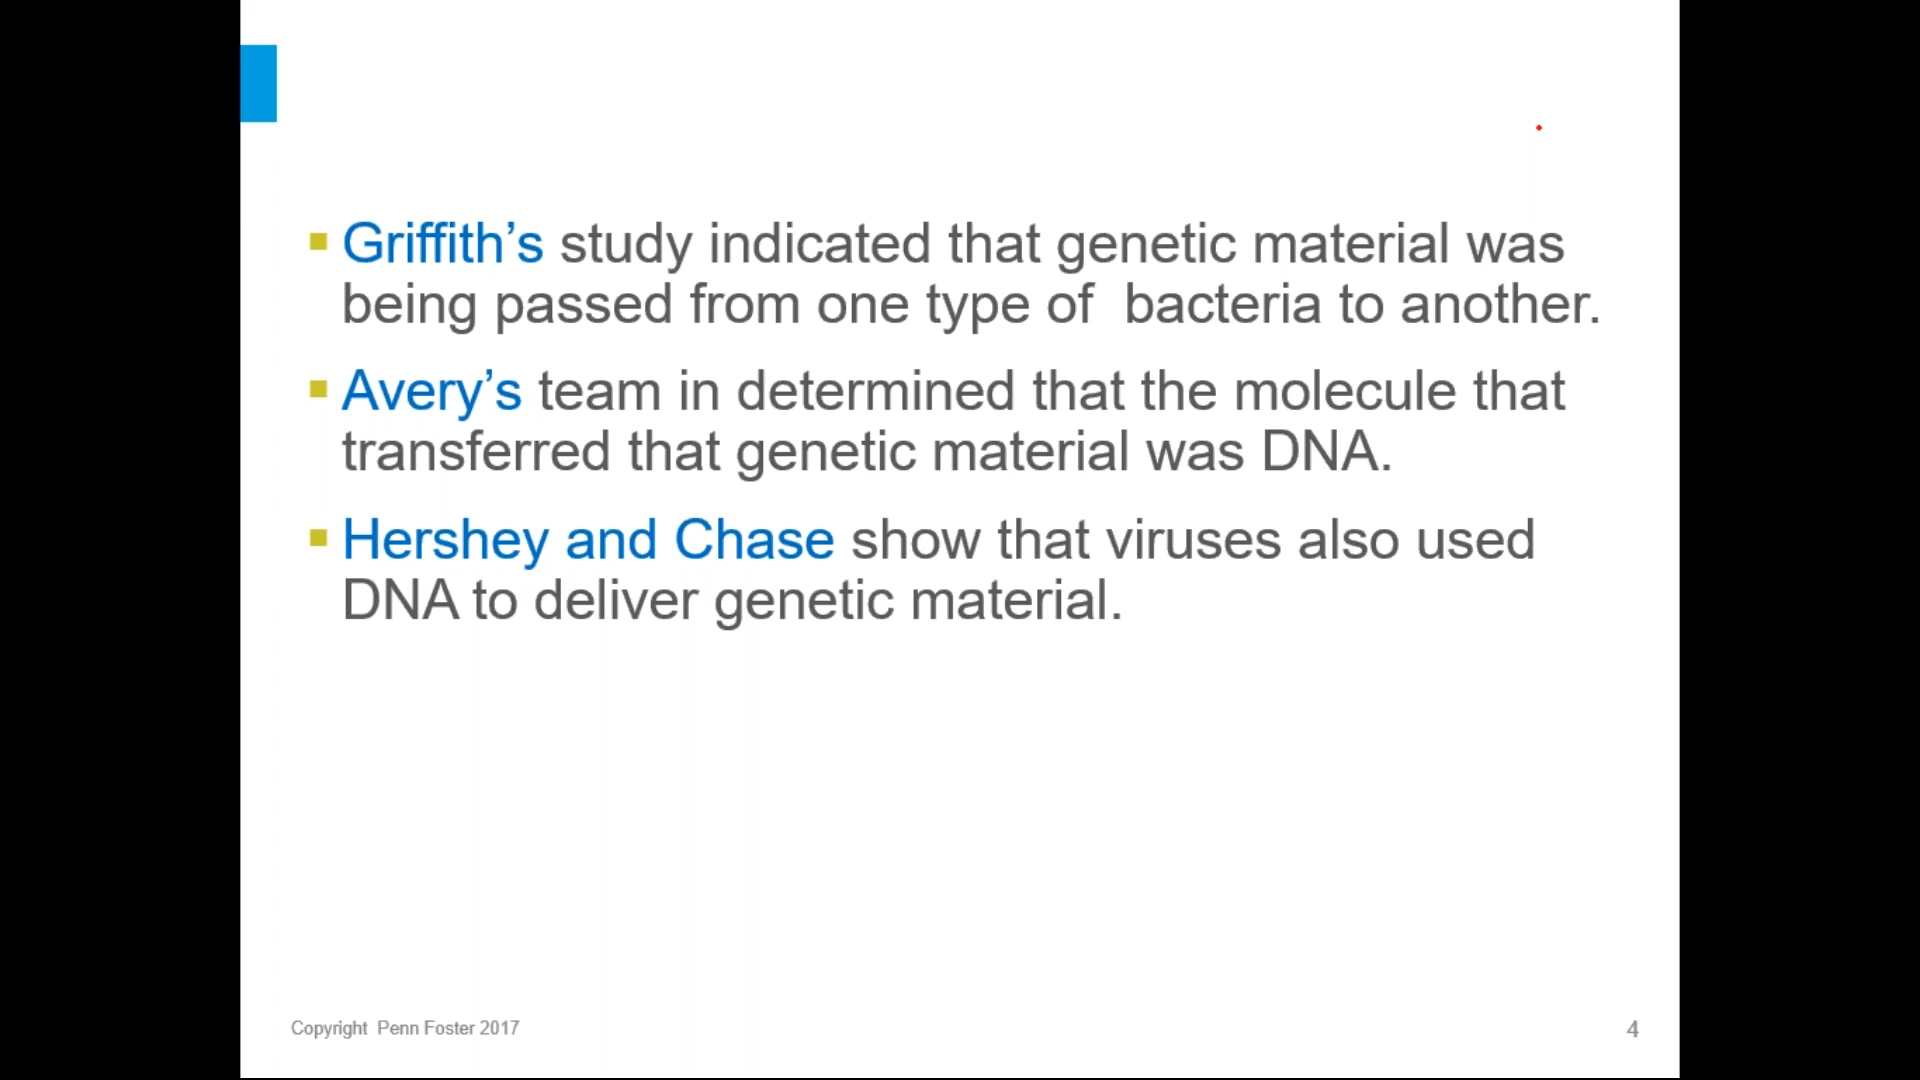 Griffith’s study indicated that genetic material was
being passed from one type of  bacteria to another.
Avery’s team in determined that the molecule that
transferred that genetic material was DNA.
Hershey and Chase show that viruses also used
DNA to deliver genetic material.
Copyright  Penn Foster 2017
4